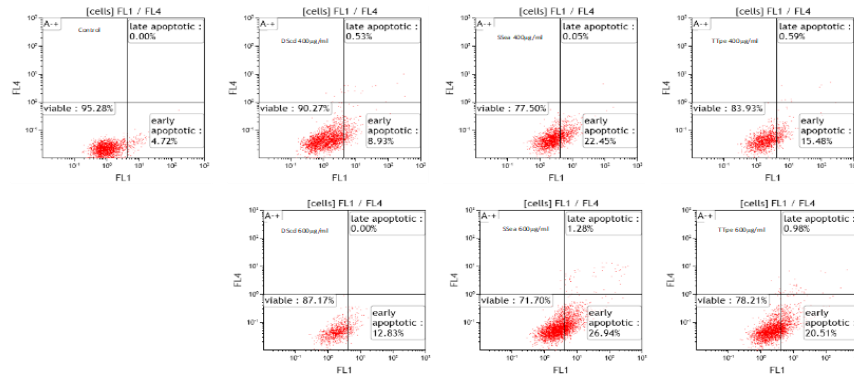 [cells] FL1 / FL4
A-+
Control
late apoptotic :
0.00%
viable : 95.28%
early
apoptotic :
4.72%
FL4
FL1
[cells] FL1 / FL4
A-+
DScd 400µg/ml
late apoptotic :
0.53%
viable : 90.27%
early
apoptotic :
8.93%
FL4
FL1
[cells] FL1 / FL4
A-+
SSea 400µg/ml
late apoptotic :
0.05%
viable : 77.50%
early
apoptotic :
22.45%
FL4
FL1
[cells] FL1 / FL4
A-+
TTpe 400µg/ml
late apoptotic :
0.59%
viable : 83.93%
early
apoptotic :
15.48%
FL4
FL1
[cells] FL1 / FL4
A-+
DScd 600µg/ml
late apoptotic :
0.00%
viable : 87.17%
early
apoptotic :
12.83%
FL4
FL1
[cells] FL1 / FL4
A-+
SSea 600µg/ml
late apoptotic :
1.28%
viable : 71.70%
early
apoptotic :
26.94%
FL4
FL1
[cells] FL1 / FL4
A-+
TTpe 600µg/ml
late apoptotic :
0.98%
viable : 78.21%
early
apoptotic :
20.51%
FL4
FL1